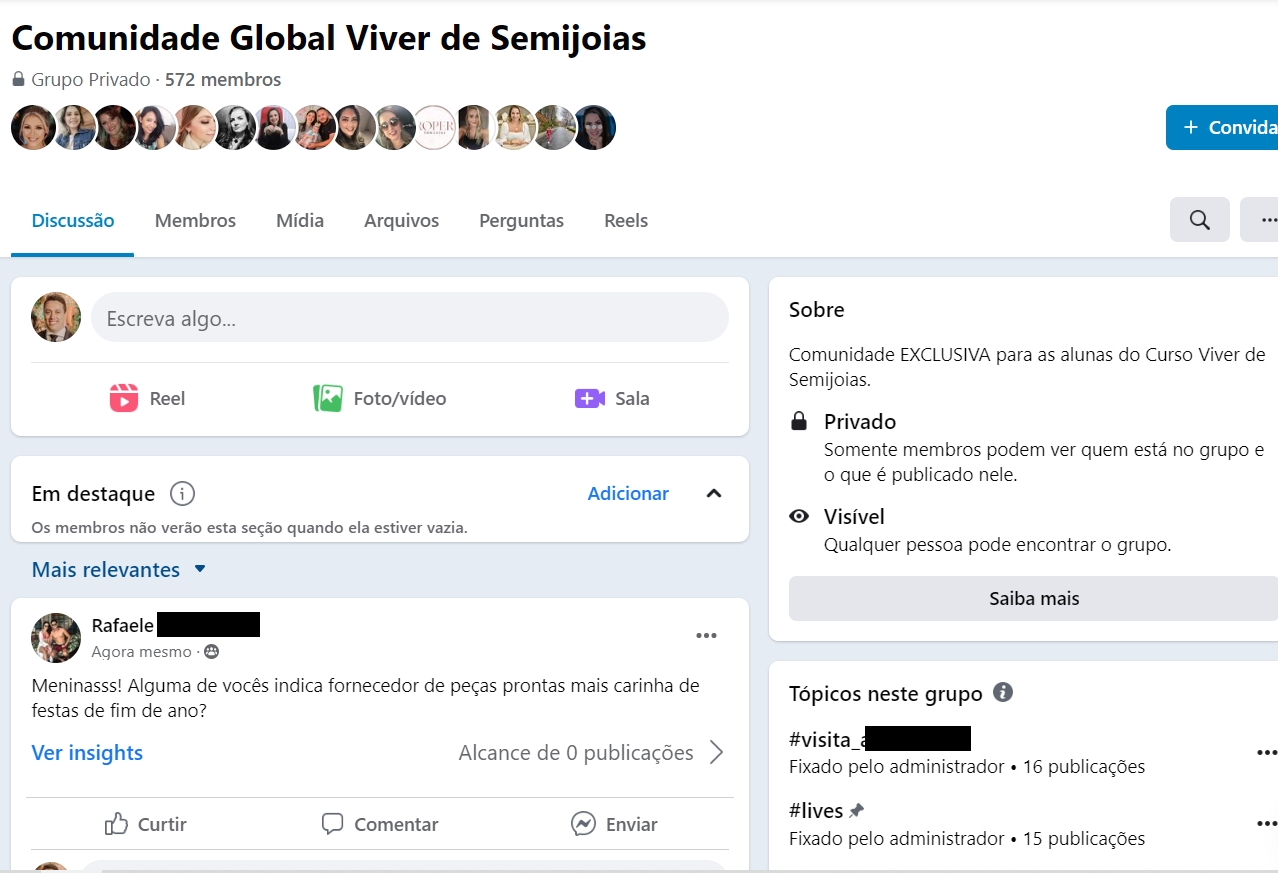 Comunidade Global Viver de Semijoias
Grupo Privado · 572 membros
ROPER
+ Convida
Discussão Membros Mídia Arquivos Perguntas Reels
Escreva algo...
Reel Foto/vídeo Sala
Em destaque
Adicionar
Os membros não verão esta seção quando ela estiver vazia.
Mais relevantes
Rafaele
Agora mesmo ·
Meninasss! Alguma de vocês indica fornecedor de peças prontas mais carinha de
festas de fim de ano?
Ver insights
Alcance de 0 publicações
Curtir Comentar Enviar
Sobre
Comunidade EXCLUSIVA para as alunas do Curso Viver de
Semijoias.
Privado
Somente membros podem ver quem está no grupo e
o que é publicado nele.
Visível
Qualquer pessoa pode encontrar o grupo.
Saiba mais
Tópicos neste grupo
#visita_a
Fixado pelo administrador • 16 publicações
#lives
Fixado pelo administrador • 15 publicações